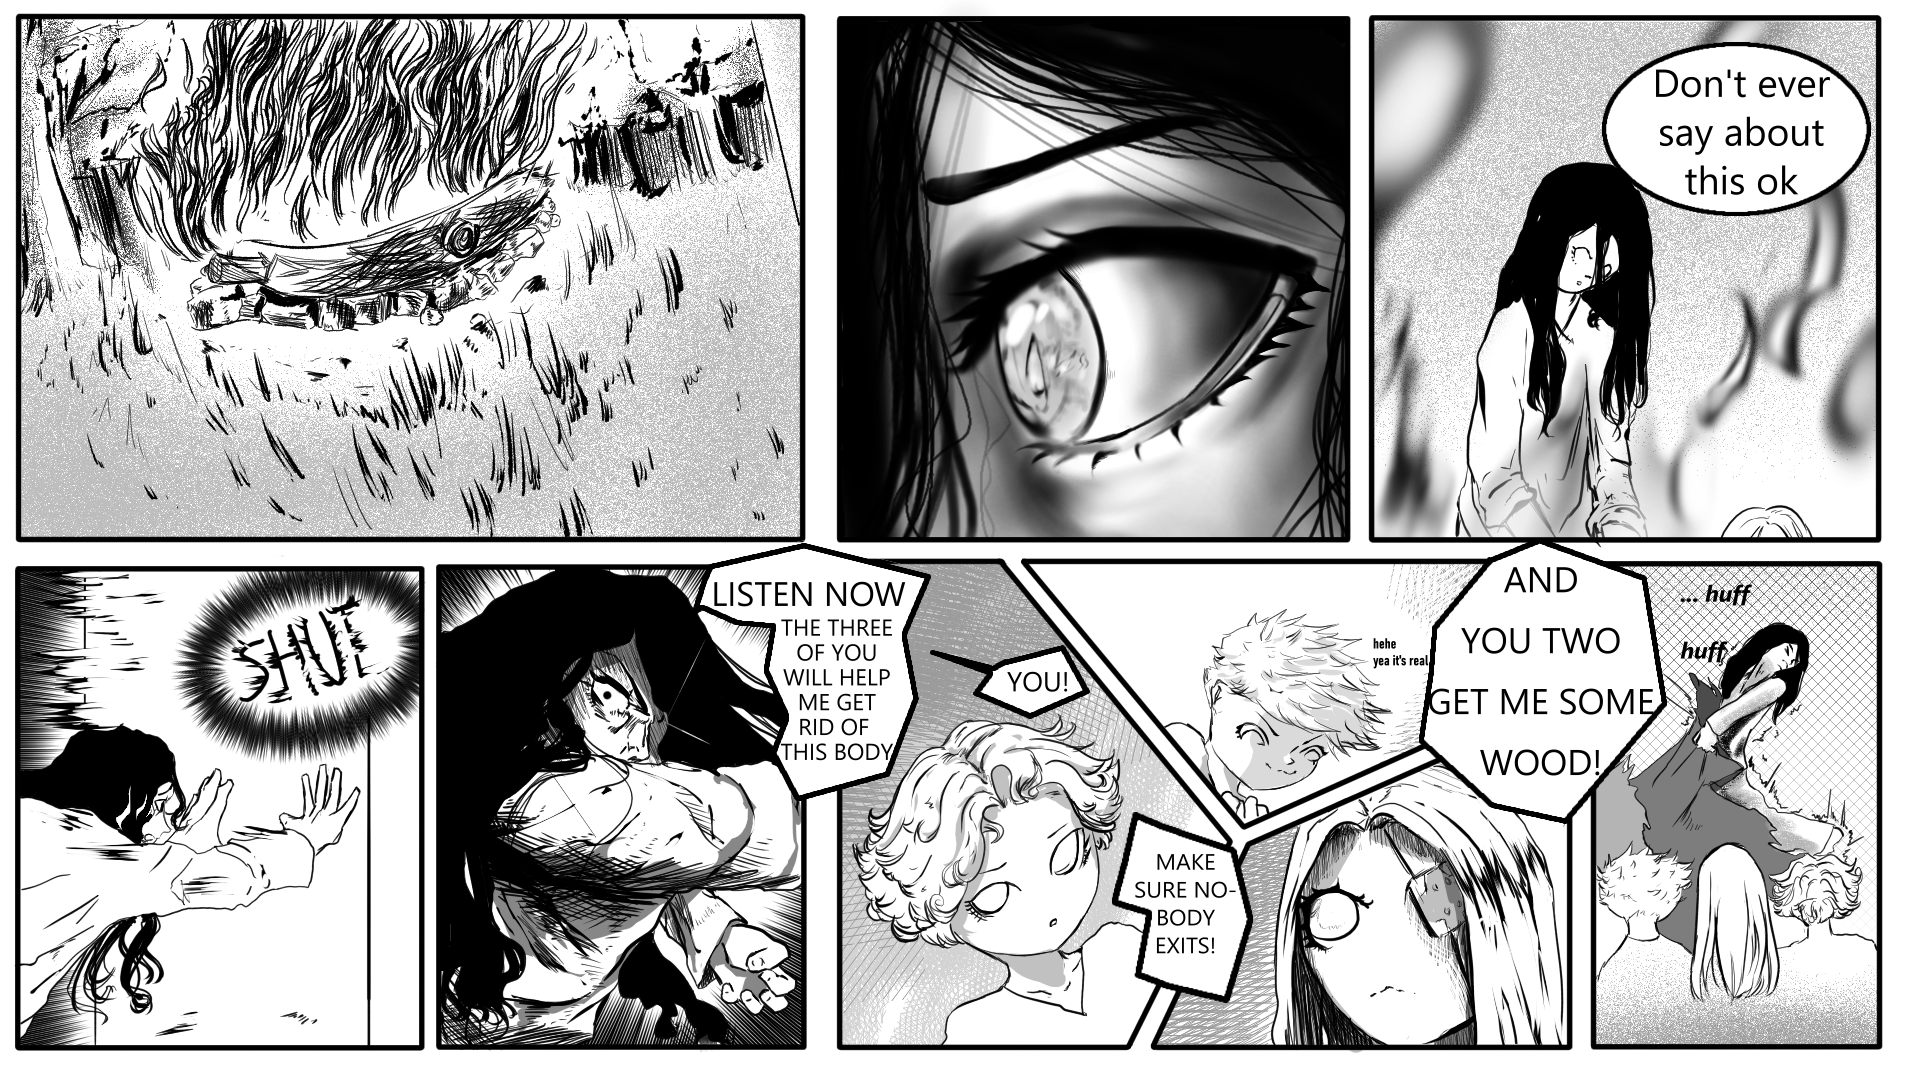 Don't ever
say about
this ok
SHUT
LISTEN NOW
THE THREE
OF YOU
WILL HELP
ME GET
RID OF
THIS BODY
YOU!
MAKE
SURE NO-
BODY
EXITS!
hehe
yea it's real
AND
YOU TWO
GET ME SOME
WOOD!
... huff
huff